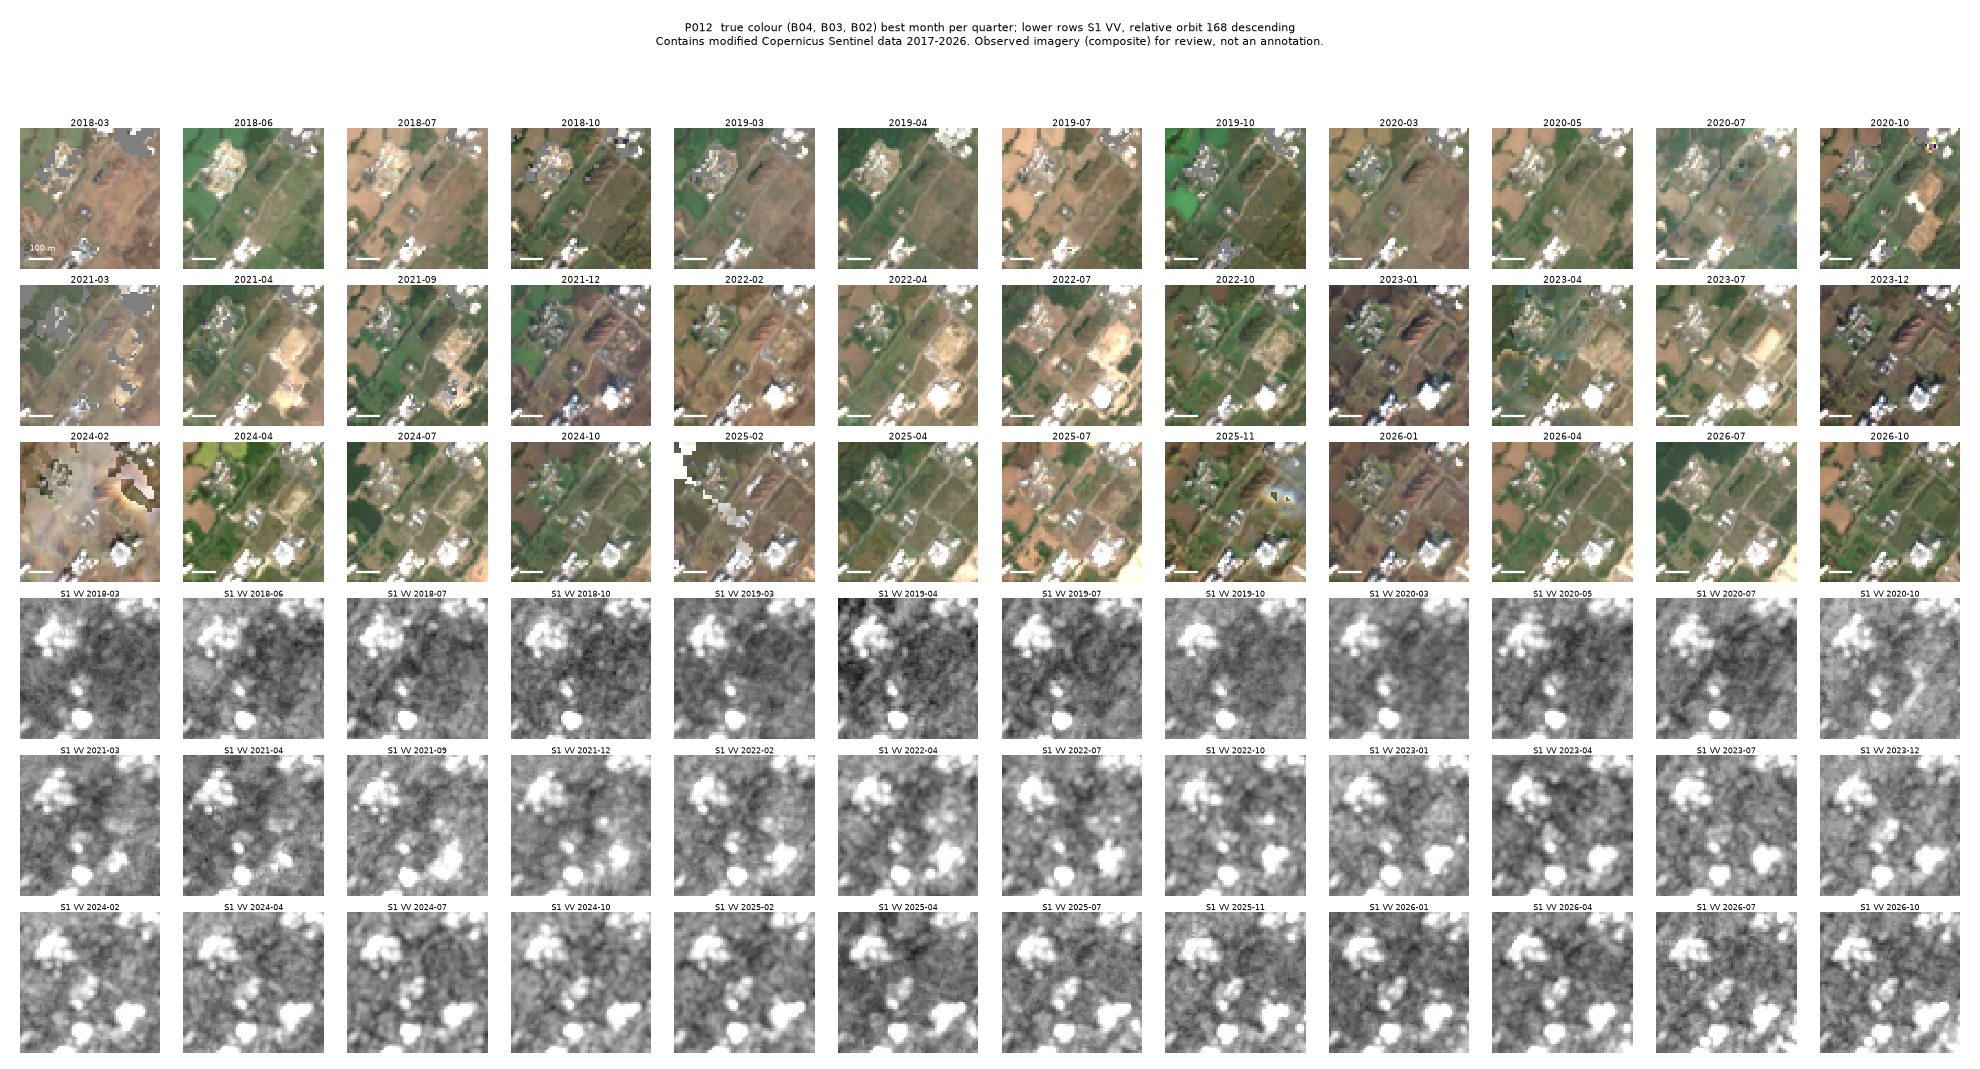 P012  true colour (B04, B03, B02) best month per quarter; lower rows S1 VV, relative orbit 168 descending
Contains modified Copernicus Sentinel data 2017-2026. Observed imagery (composite) for review, not an annotation.
2018-03 2018-06 2018-07 2018-10 2019-03 2019-04 2019-07 2019-10 2020-03 2020-05 2020-07 2020-10
100 m
2021-03 2021-04 2021-09 2021-12 2022-02 2022-04 2022-07 2022-10 2023-01 2023-04 2023-07 2023-12
2024-02 2024-04 2024-07 2024-10 2025-02 2025-04 2025-07 2025-11 2026-01 2026-04 2026-07 2026-10
S1 VV 2018-03 S1 VV 2018-06 S1 VV 2018-07 S1 VV 2018-10 S1 VV 2019-03 S1 VV 2019-04 S1 VV 2019-07 S1 VV 2019-10 S1 VV 2020-03 S1 VV 2020-05 S1 VV 2020-07 S1 VV 2020-10
S1 VV 2021-03 S1 VV 2021-04 S1 VV 2021-09 S1 VV 2021-12 S1 VV 2022-02 S1 VV 2022-04 S1 VV 2022-07 S1 VV 2022-10 S1 VV 2023-01 S1 VV 2023-04 S1 VV 2023-07 S1 VV 2023-12
S1 VV 2024-02 S1 VV 2024-04 S1 VV 2024-07 S1 VV 2024-10 S1 VV 2025-02 S1 VV 2025-04 S1 VV 2025-07 S1 VV 2025-11 S1 VV 2026-01 S1 VV 2026-04 S1 VV 2026-07 S1 VV 2026-10